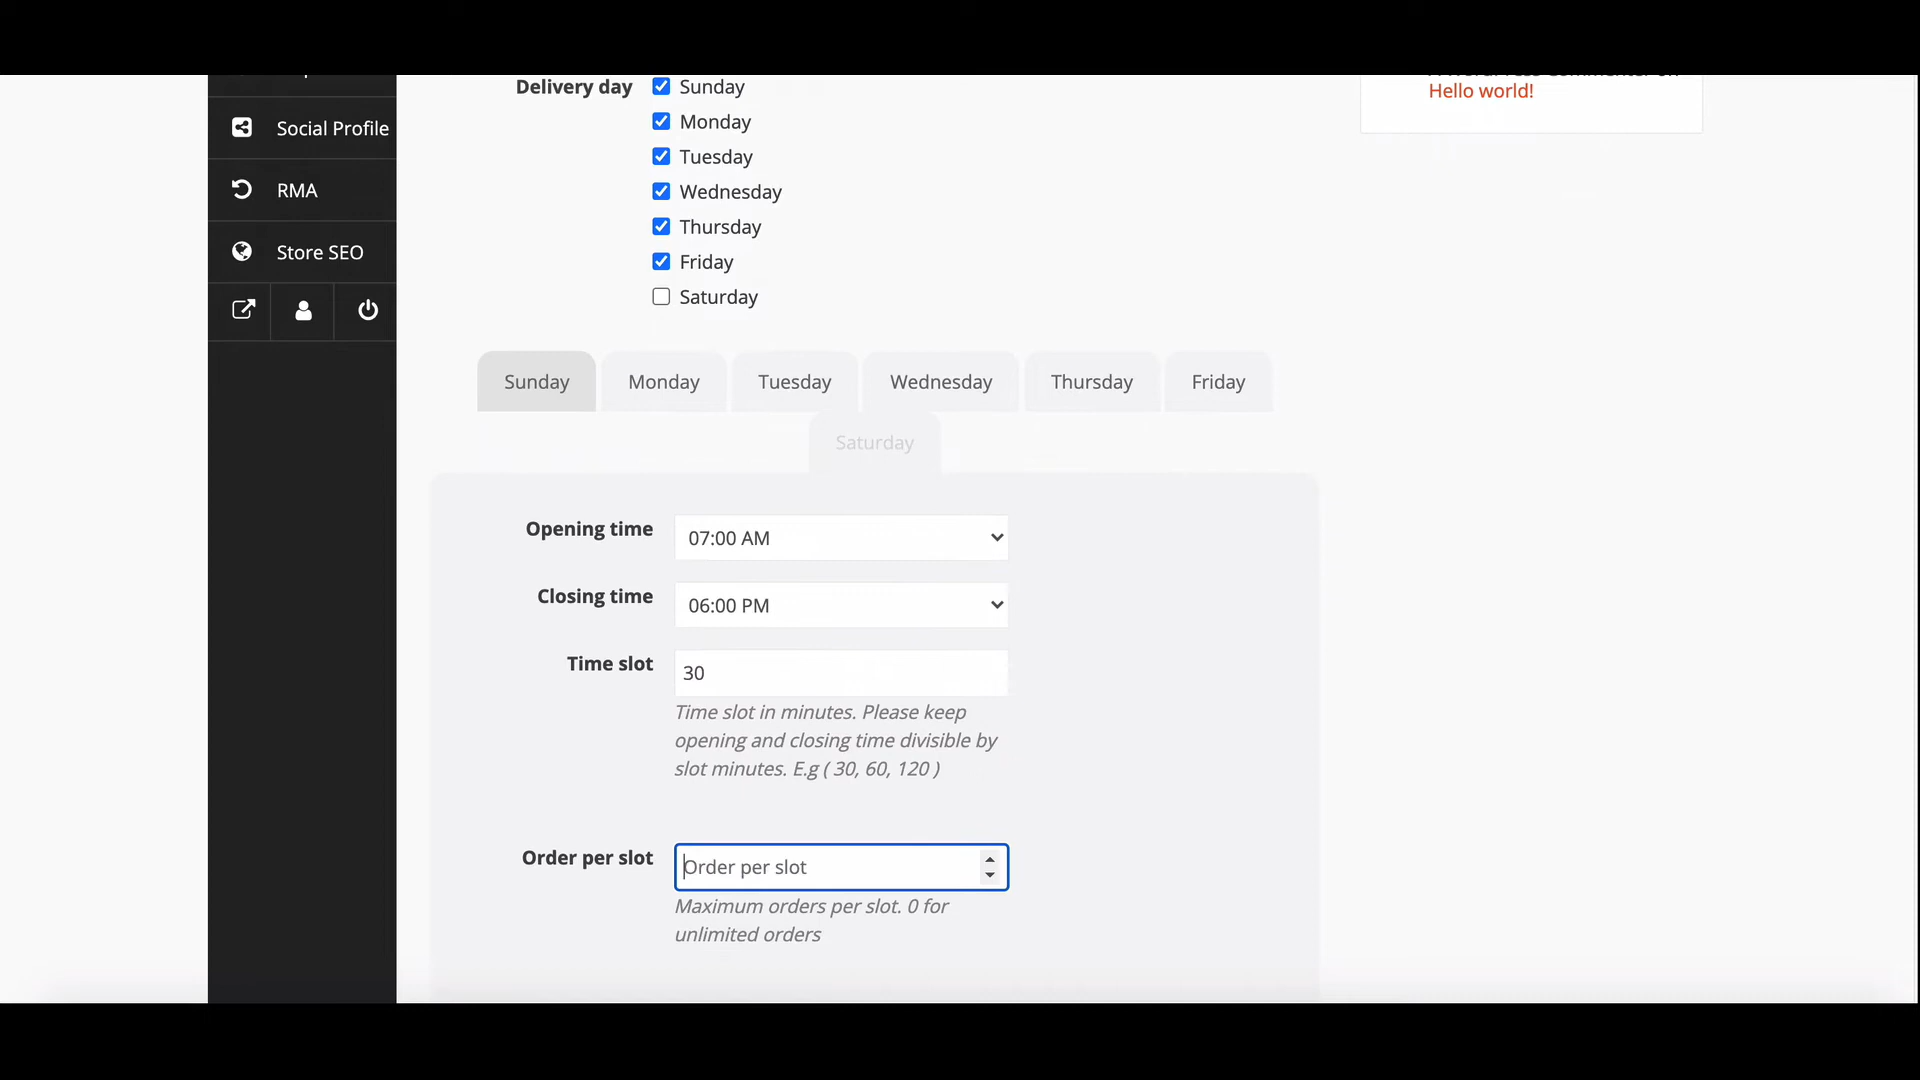 Social Profile
RMA
Store SEO
Delivery day
Sunday
Monday
Tuesday
Wednesday
Thursday
Friday
Saturday
Sunday
Monday
Tuesday
Wednesday
Thursday
Friday
Saturday
Opening time
07:00 AM
Closing time
06:00 PM
Time slot
30
Time slot in minutes. Please keep
opening and closing time divisible by
slot minutes. E.g ( 30, 60, 120 )
Order per slot
Order per slot
Maximum orders per slot. 0 for
unlimited orders
Hello world!